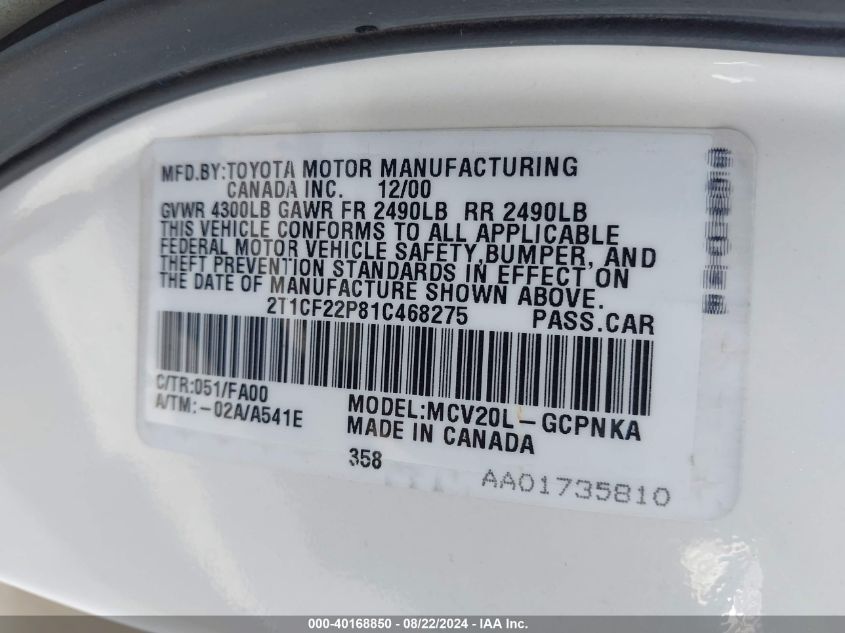 MFD.BY:TOYOTA MOTOR MANUFACTURING
CANADA INC. 12/00
GVWR 4300LB GAWR FR 2490LB RR 2490LB
THIS VEHICLE CONFORMS TO ALL APPLICABLE
FEDERAL MOTOR VEHICLE SAFETY,BUMPER, AND
THEFT PREVENTION STANDARDS IN EFFECT ON
THE DATE OF MANUFACTURE SHOWN ABOVE.
2T1CF22P81C468275 PASS.CAR
C/TR:051/FA00
A/TM:-02A/A541E
MODEL:MCV20L-GCPNKA
MADE IN CANADA
358
AA01735810
000-40168850 - 08/22/2024 - IAA Inc.